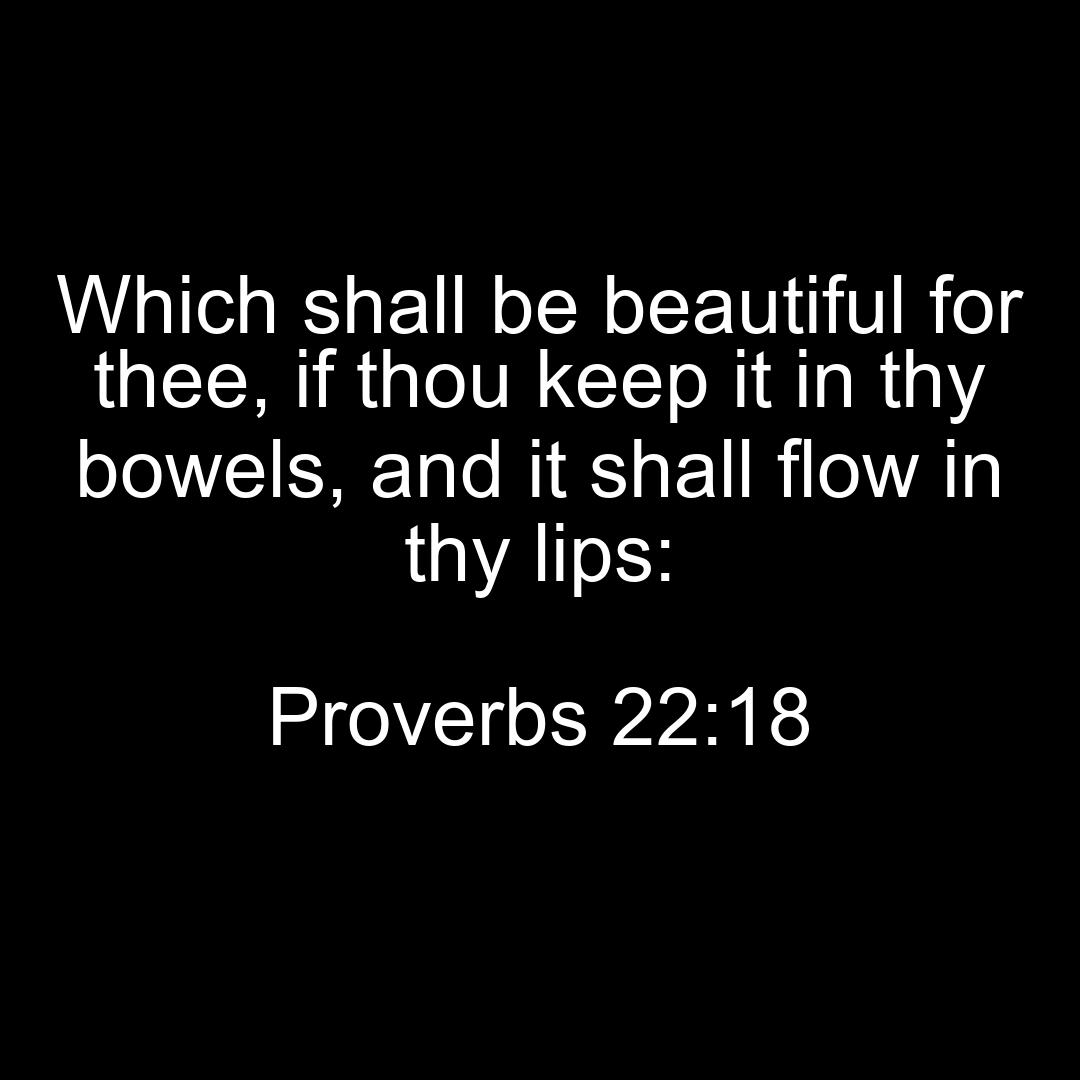 Which shall be beautiful for
thee, if thou keep it in thy
bowels, and it shall flow in
thy lips:
Proverbs 22:18